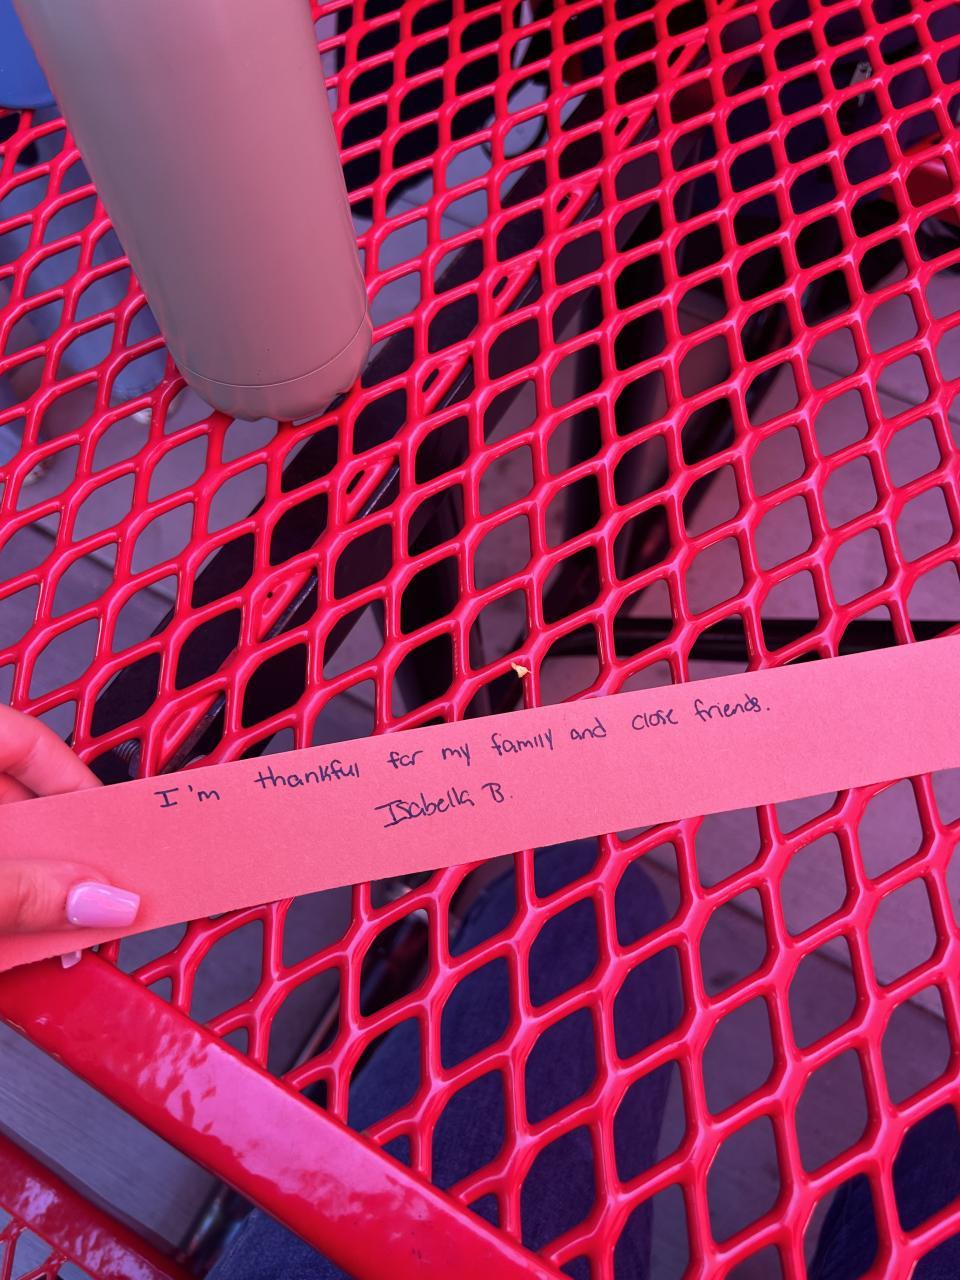 I'm thankful for my family and close friends.
Isabella B.